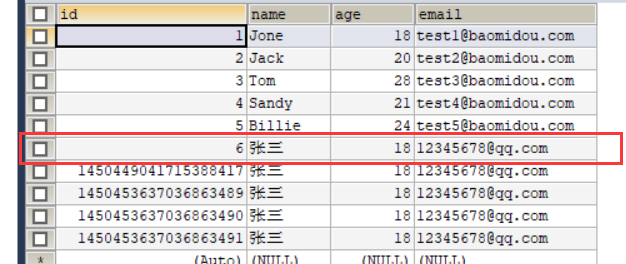 id name age email
1 Jone 18 test1@baomidou.com
2 Jack 20 test2@baomidou.com
3 Tom 28 test3@baomidou.com
4 Sandy 21 test4@baomidou.com
5 Billie 24 test5@baomidou.com
6 张三 18 12345678@qq.com
1450449041715388417 张三 18 12345678@qq.com
1450453637036863489 张三 18 12345678@qq.com
1450453637036863490 张三 18 12345678@qq.com
1450453637036863491 张三 18 12345678@qq.com
* (Auto) (NULL) (NULL) (NULL)